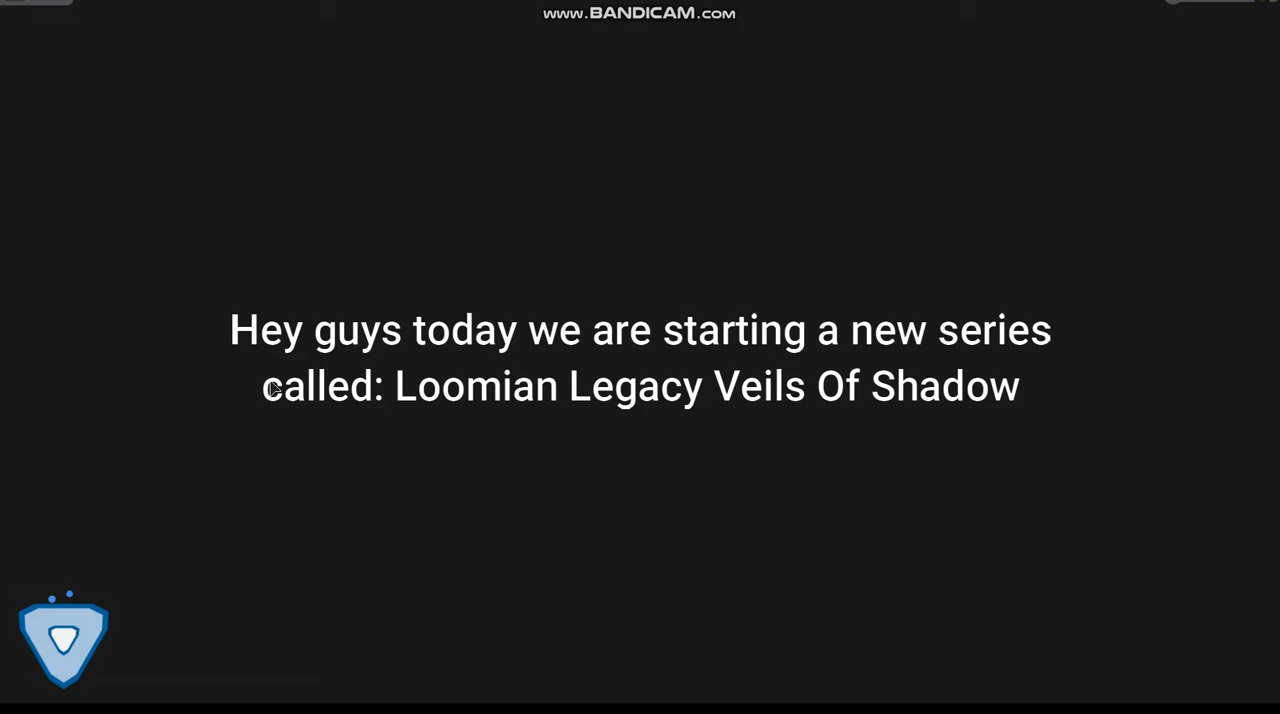 www.BANDICAM.com
Hey guys today we are starting a new series
called: Loomian Legacy Veils Of Shadow